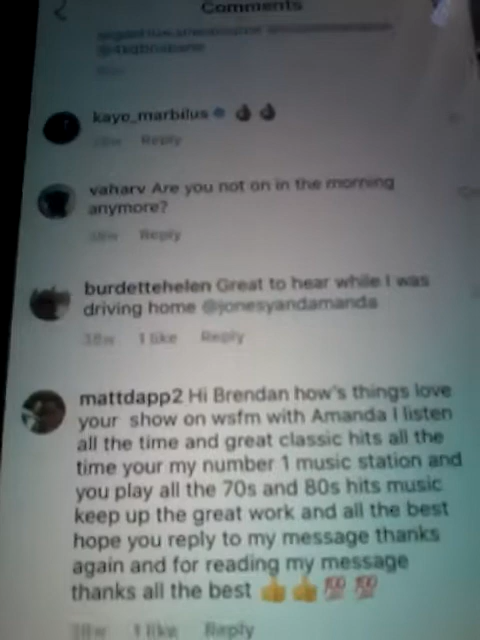 Comments
kayo_marbilus
Reply
vaharv Are you not on in the morning
anymore?
Reply
burdettehelen Great to hear while I was
driving home @jonesyandamanda
38w 1 like Reply
mattdapp2 Hi Brendan how's things love
your show on wsfm with Amanda I listen
all the time and great classic hits all the
time your my number 1 music station and
you play all the 70s and 80s hits music
keep up the great work and all the best
hope you reply to my message thanks
again and for reading my message
thanks all the best 👍👍💯💯
38w 1 like Reply